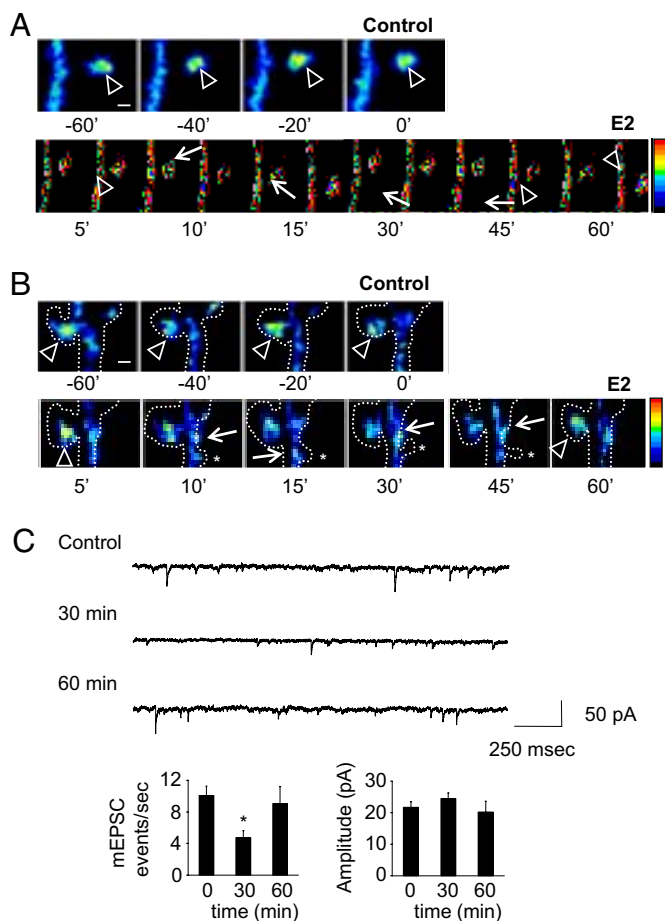 A
Control
-60’ -40’ -20’ 0’
E2
5’ 10’ 15’ 30’ 45’ 60’
B
Control
-60’ -40’ -20’ 0’
E2
* * * *
5’ 10’ 15’ 30’ 45’ 60’
C
Control
30 min
60 min
50 pA
250 msec
mEPSC
events/sec
12
8
4
0
*
0 30 60
time (min)
Amplitude (pA)
30
20
10
0
0 30 60
time (min)